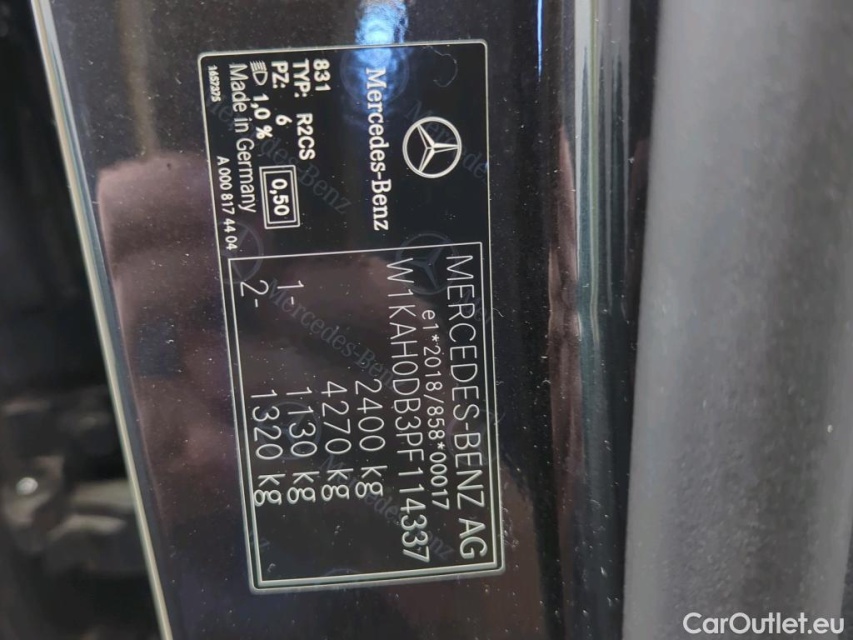 Mercedes-Benz
831
TYP: R2CS
PZ: 6
0,50
1,0 %
Made in Germany
1657375
A 000 817 44 04
MERCEDES-BENZ AG
e1*2018/858*00017
W1KAH0DB3PF114337
2400 kg
4270 kg
1- 1130 kg
2- 1320 kg
CarOutlet.eu